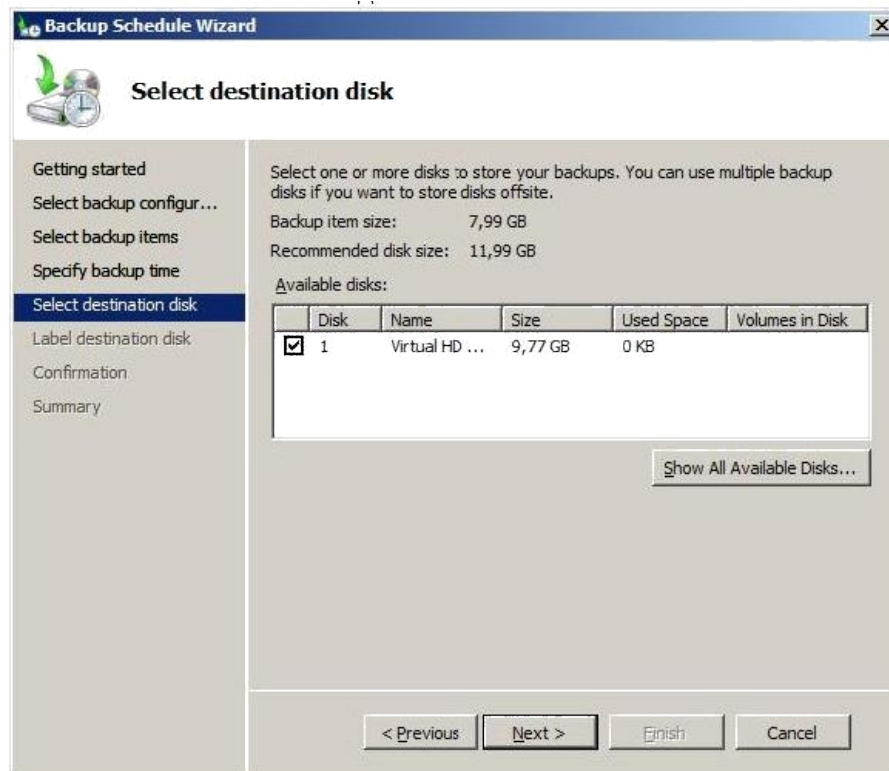 Backup Schedule Wizard
Select destination disk
Getting started
Select backup configur...
Select backup items
Specify backup time
Select destination disk
Label destination disk
Confirmation
Summary
Select one or more disks to store your backups. You can use multiple backup
disks if you want to store disks offsite.
Backup item size: 7,99 GB
Recommended disk size: 11,99 GB
Available disks:
Disk Name Size Used Space Volumes in Disk
1 Virtual HD ... 9,77 GB 0 KB
Show All Available Disks...
< Previous Next > Finish Cancel